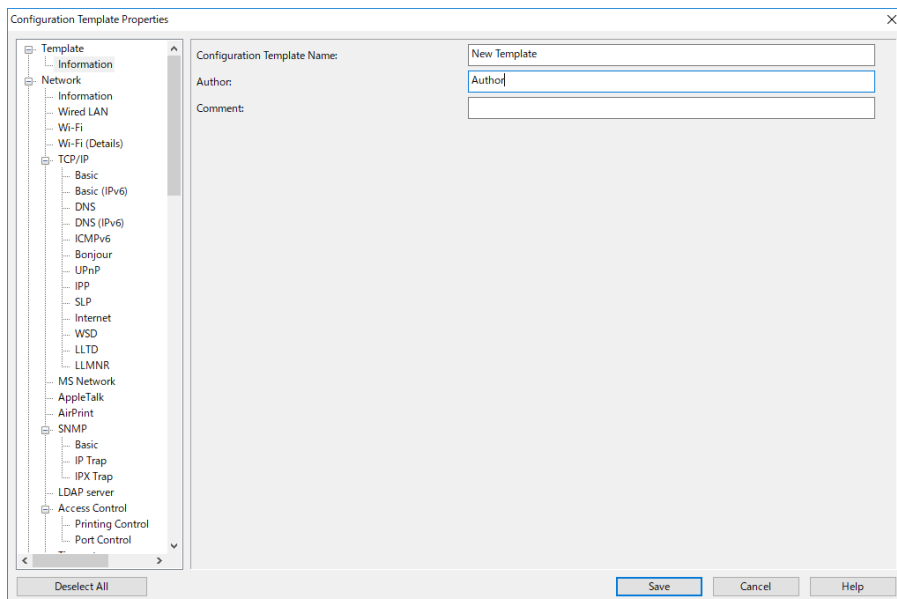 Configuration Template Properties
Template
Information
Network
Information
Wired LAN
Wi-Fi
Wi-Fi (Details)
TCP/IP
Basic
Basic (IPv6)
DNS
DNS (IPv6)
ICMPv6
Bonjour
UPnP
IPP
SLP
Internet
WSD
LLTD
LLMNR
MS Network
AppleTalk
AirPrint
SNMP
Basic
IP Trap
IPX Trap
LDAP server
Access Control
Printing Control
Port Control
Configuration Template Name: New Template
Author: Author
Comment:
Deselect All Save Cancel Help